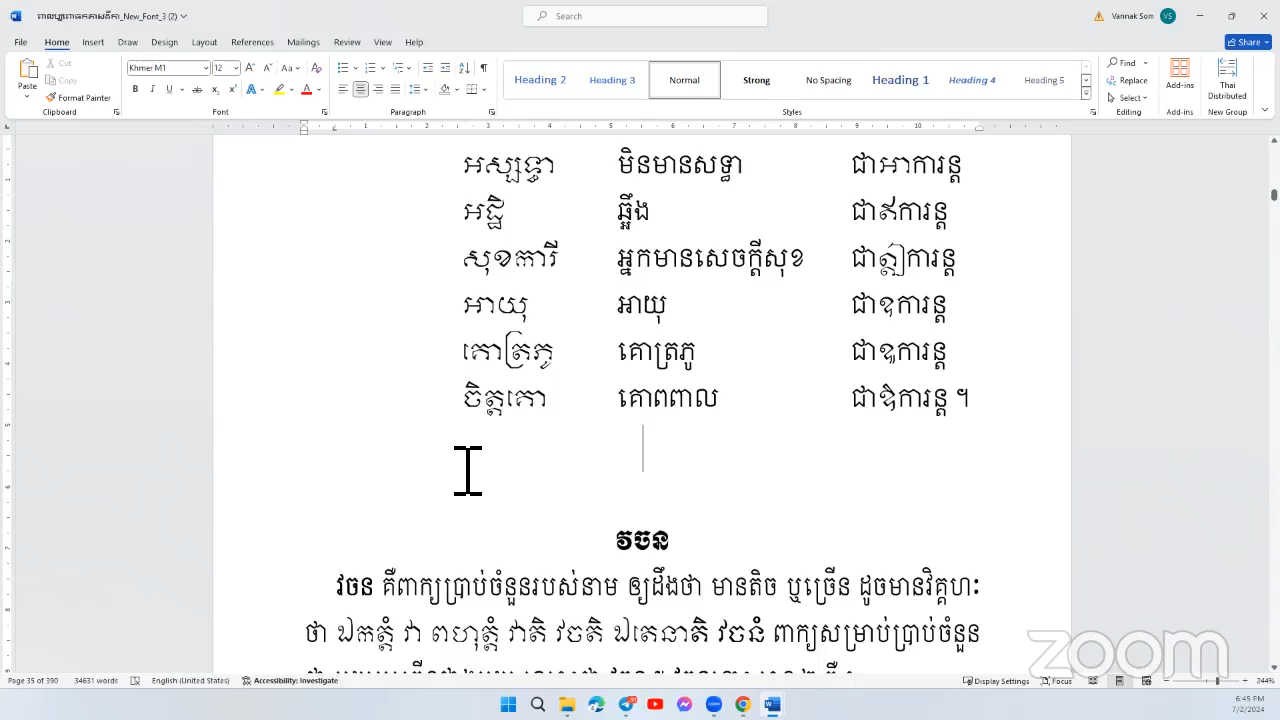 ពាលប្បពោធកភាសនីកា_New_Font_3 (2)
Search
Vannak Som VS
File Home Insert Draw Design Layout References Mailings Review View Help Share
Paste Cut Copy Format Painter
Khmer M1 12
Heading 2 Heading 3 Normal Strong No Spacing Heading 1 Heading 4 Heading 5
Find Replace Select Add-ins Thai Distributed
Clipboard Font Paragraph Styles Editing Add-ins New Group
អស្សទ្ធា មិនមានសទ្ធា ជាអាការន្ត
អដ្ឋិ ឆ្អឹង ជាឥការន្ត
សុខការី អ្នកមានសេចក្តីសុខ ជាឦការន្ត
អាយុ អាយុ ជាឧការន្ត
គោត្រភូ គោត្រភូ ជាឩការន្ត
ចិត្តគោ គោពពាល ជាឱការន្ត ។
វចន
វចន គឺពាក្យប្រាប់ចំនួនរបស់នាម ឲ្យដឹងថា មានតិច ឬច្រើន ដូចមានវិគ្គហៈ
ថា ឯកត្តំ វា ពហុត្តំ វាតិ វចតិ ឯតេនាតិ វចនំ ពាក្យសម្រាប់ប្រាប់ចំនួន
zoom
Page 35 of 390 34631 words English (United States) Accessibility: Investigate Display Settings Focus 244%
6:45 PM
7/2/2024